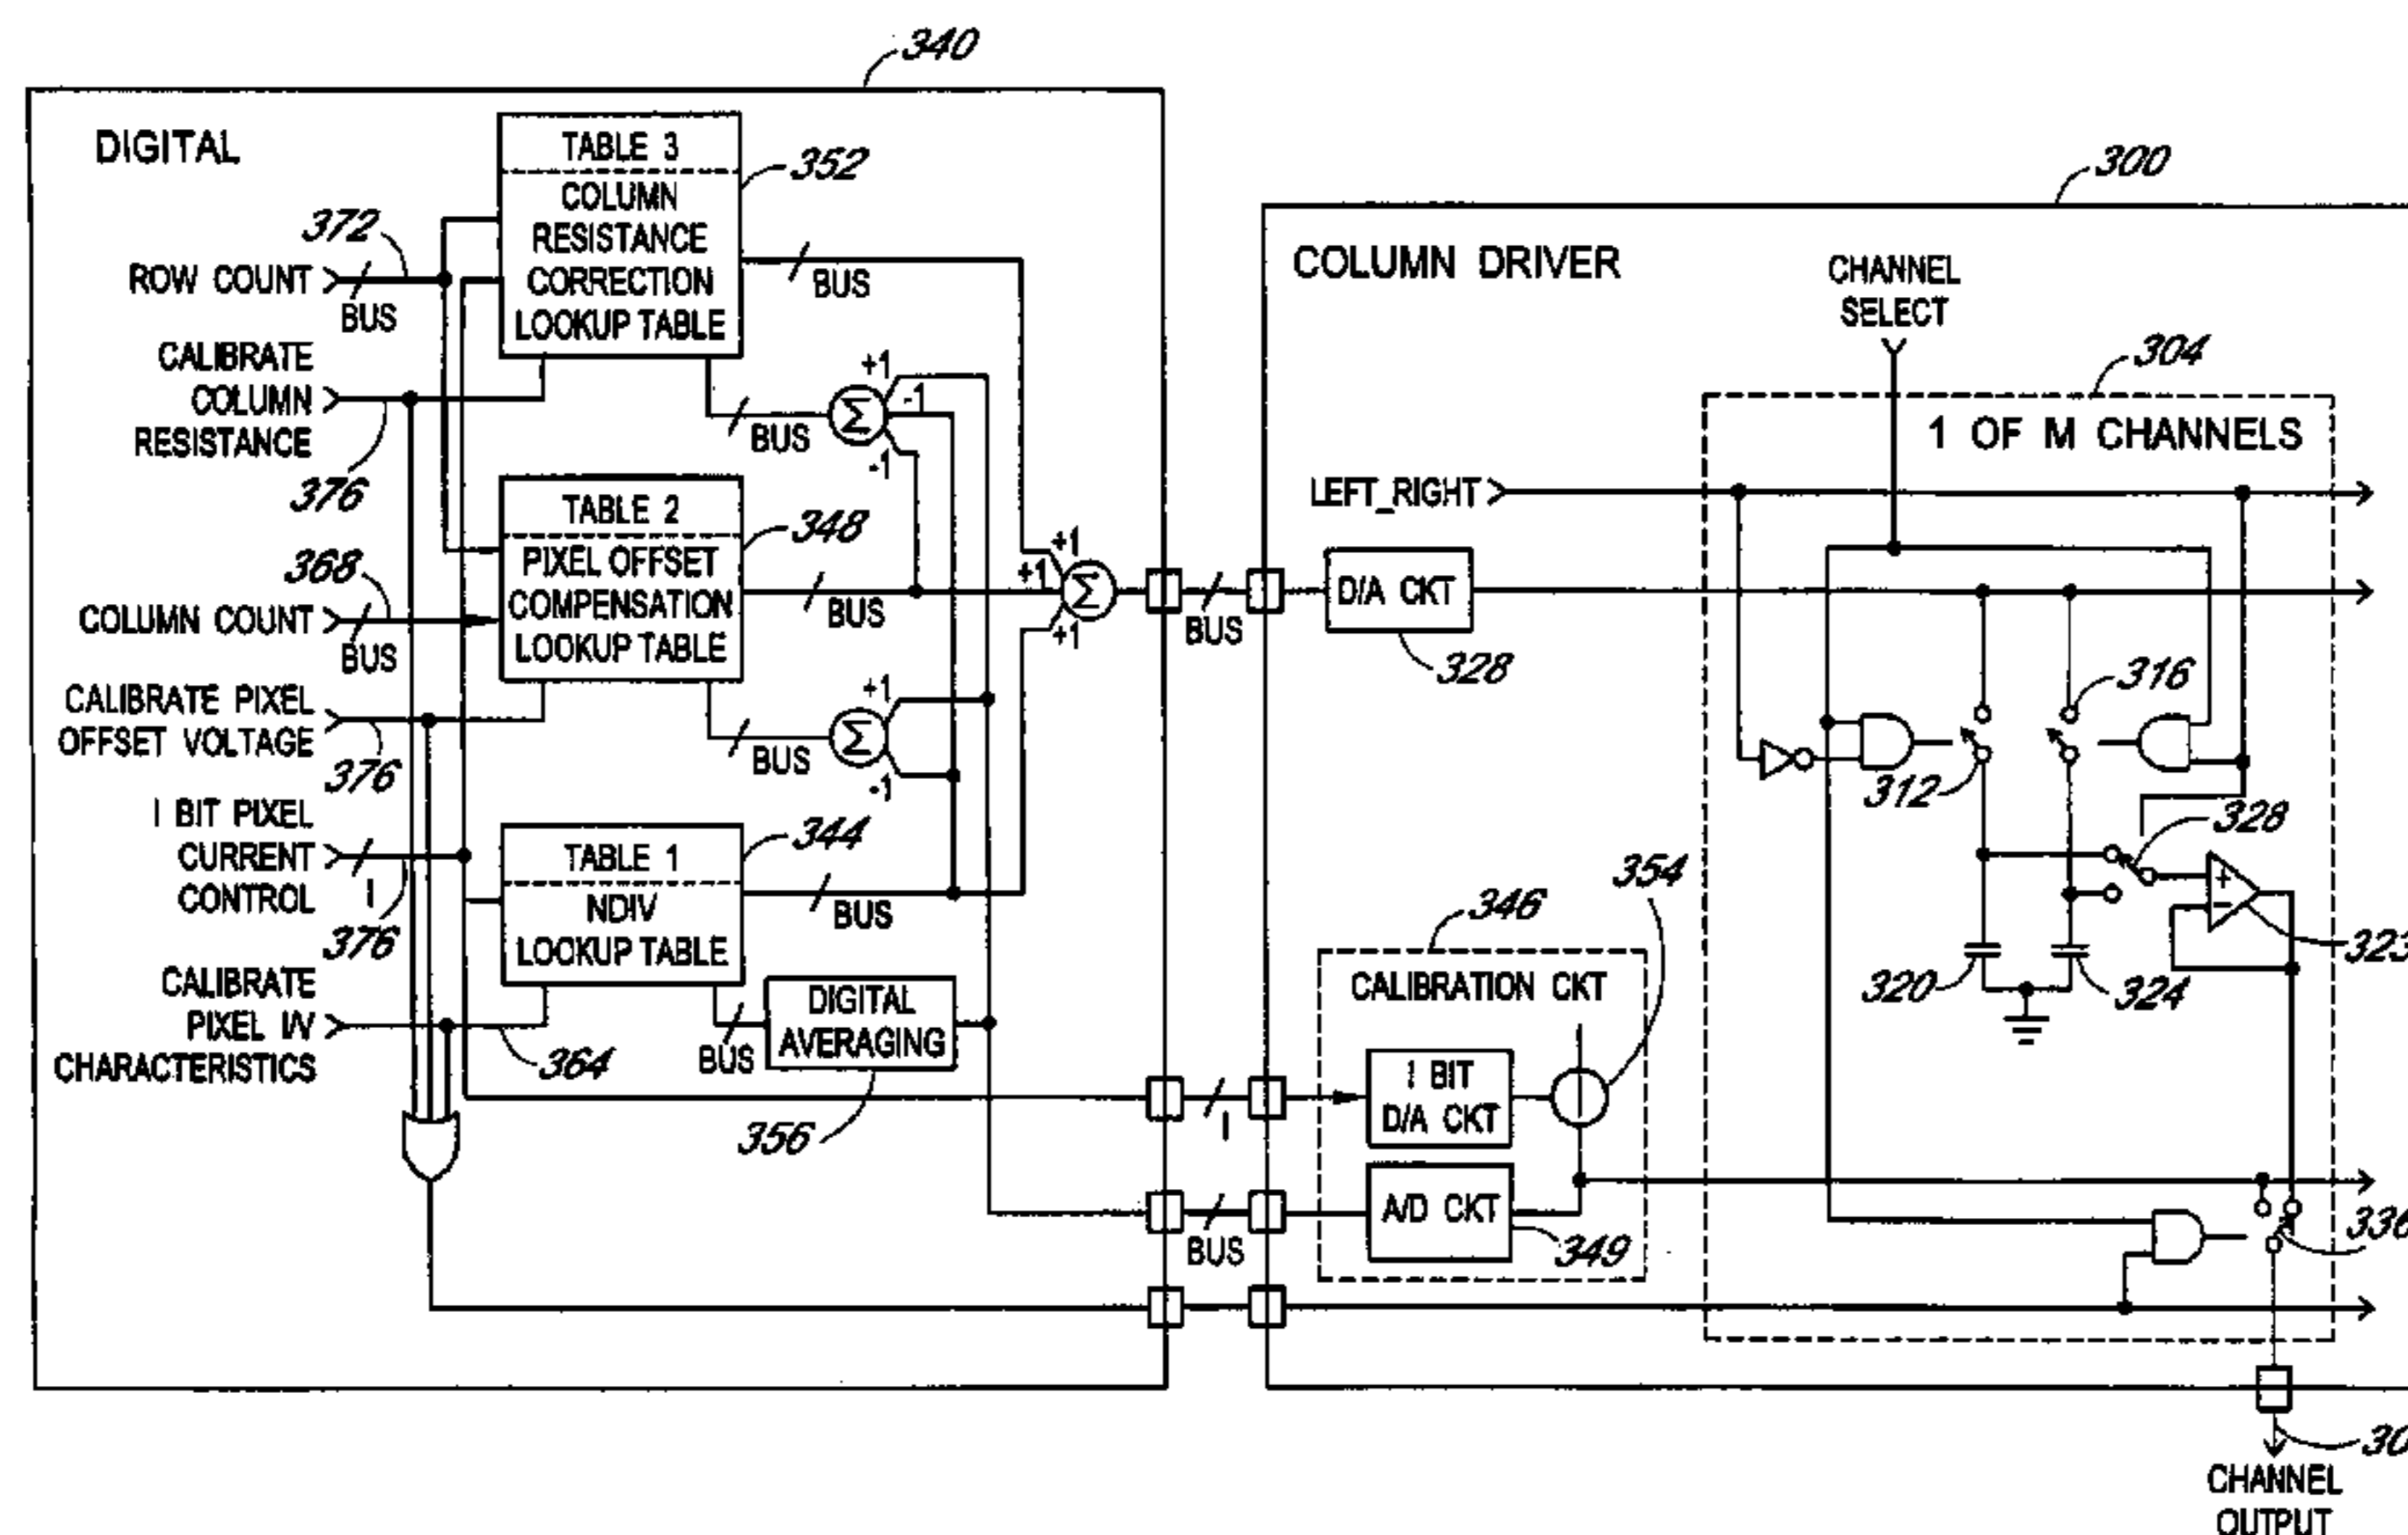 340
DIGITAL
TABLE 3
COLUMN
RESISTANCE
CORRECTION
LOOKUP TABLE
352
372
ROW COUNT
BUS
BUS
CALIBRATE
COLUMN
RESISTANCE
376
+1
-1
-1
BUS
TABLE 2
PIXEL OFFSET
COMPENSATION
LOOKUP TABLE
348
368
COLUMN COUNT
BUS
BUS
+1
+1
+1
Σ
Σ
BUS
CALIBRATE PIXEL
OFFSET VOLTAGE
376
+1
-1
Σ
BUS
I BIT PIXEL
CURRENT
CONTROL
I
376
TABLE 1
NDIV
LOOKUP TABLE
344
BUS
CALIBRATE
PIXEL I/V
CHARACTERISTICS
364
BUS
DIGITAL
AVERAGING
356
I
BUS
300
COLUMN DRIVER
CHANNEL
SELECT
304
1 OF M CHANNELS
LEFT_RIGHT
D/A CKT
328
316
312
328
+
-
323
320
324
354
346
CALIBRATION CKT
I BIT
D/A CKT
A/D CKT
349
336
30
CHANNEL
OUTPUT